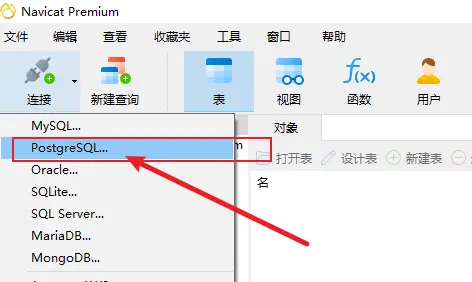 Navicat Premium
文件 编辑 查看 收藏夹 工具 窗口 帮助
连接 新建查询 表 视图 函数 用户
f(x)
MySQL...
对象
PostgreSQL...
m
打开表 设计表 新建表
Oracle...
名
SQLite...
SQL Server...
MariaDB...
MongoDB...